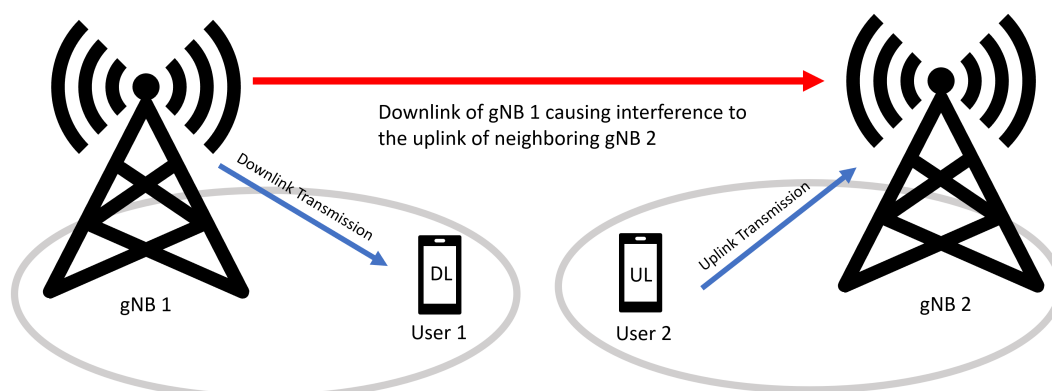 Downlink of gNB 1 causing interference to
the uplink of neighboring gNB 2
Downlink Transmission
Uplink Transmission
DL
UL
gNB 1
User 1
User 2
gNB 2